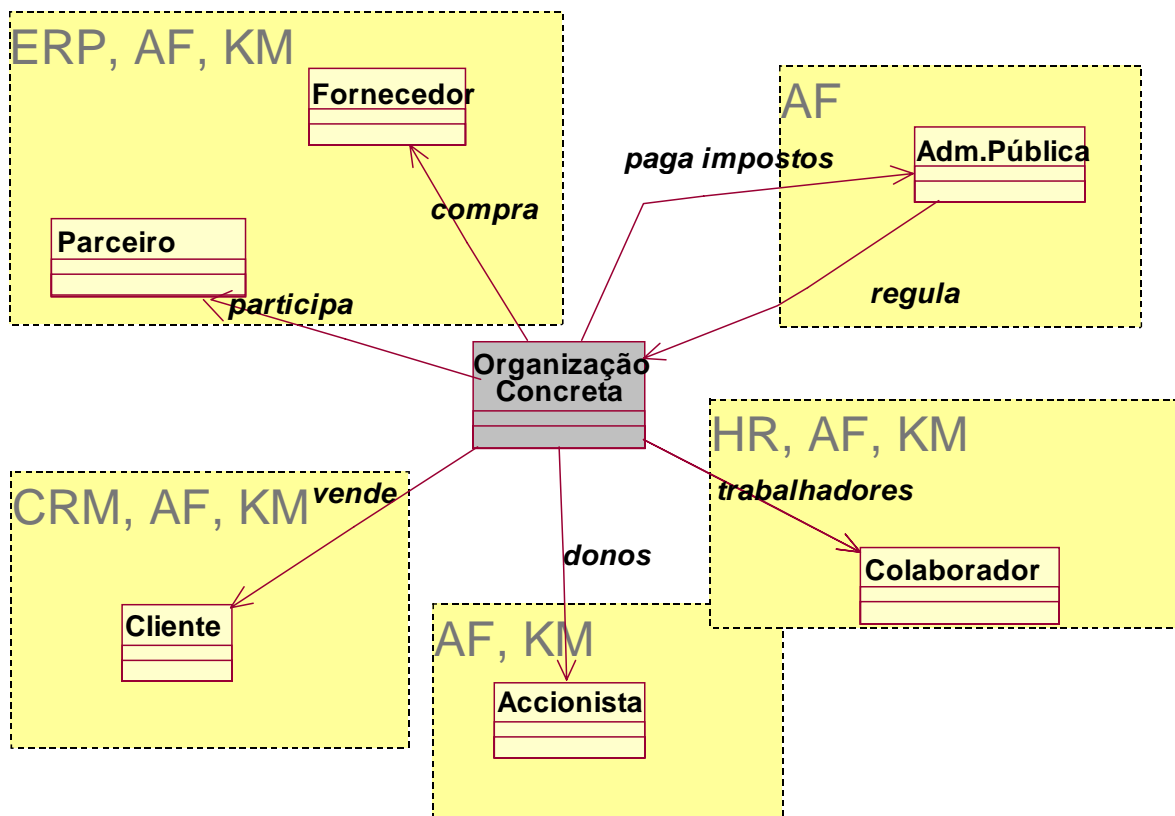 ERP, AF, KM
Fornecedor
AF
Adm.Pública
paga impostos
compra
Parceiro
participa
regula
Organização
Concreta
HR, AF, KM
trabalhadores
Colaborador
CRM, AF, KM
vende
donos
Cliente
AF, KM
Accionista